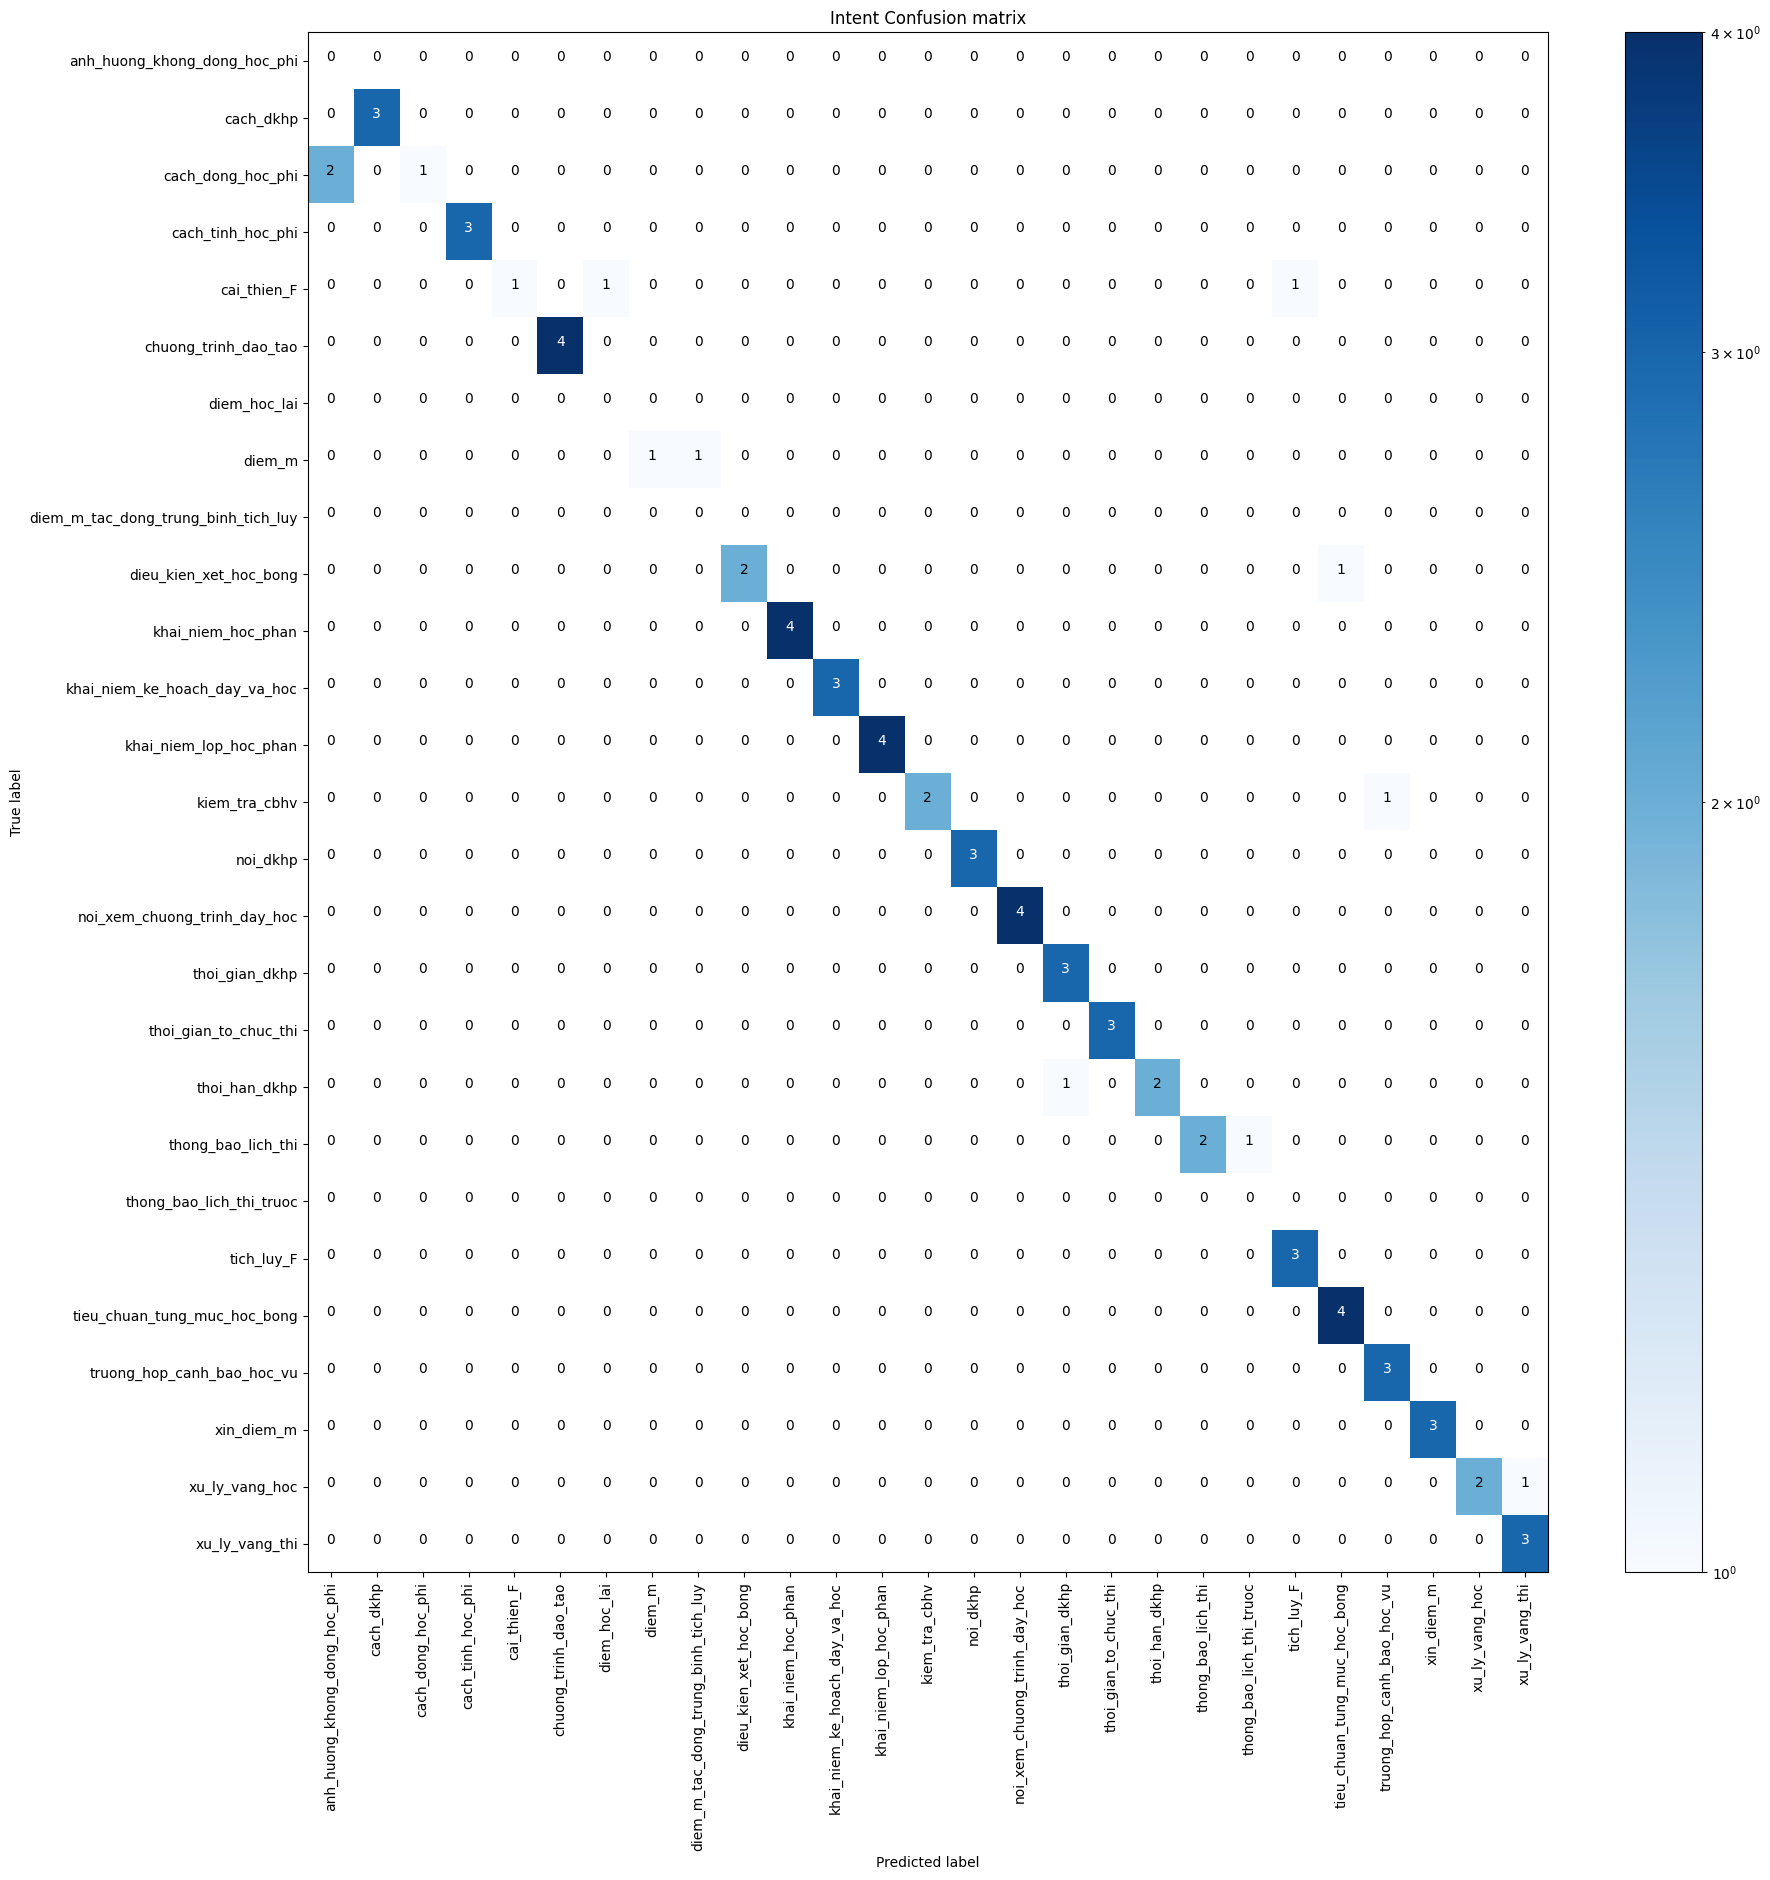 Intent Confusion matrix
anh_huong_khong_dong_hoc_phi 0 0 0 0 0 0 0 0 0 0 0 0 0 0 0 0 0 0 0 0 0 0 0 0 0 0 0
cach_dkhp 0 3 0 0 0 0 0 0 0 0 0 0 0 0 0 0 0 0 0 0 0 0 0 0 0 0 0
cach_dong_hoc_phi 2 0 1 0 0 0 0 0 0 0 0 0 0 0 0 0 0 0 0 0 0 0 0 0 0 0 0
cach_tinh_hoc_phi 0 0 0 3 0 0 0 0 0 0 0 0 0 0 0 0 0 0 0 0 0 0 0 0 0 0 0
cai_thien_F 0 0 0 0 1 0 1 0 0 0 0 0 0 0 0 0 0 0 0 0 0 1 0 0 0 0 0
chuong_trinh_dao_tao 0 0 0 0 0 4 0 0 0 0 0 0 0 0 0 0 0 0 0 0 0 0 0 0 0 0 0
diem_hoc_lai 0 0 0 0 0 0 0 0 0 0 0 0 0 0 0 0 0 0 0 0 0 0 0 0 0 0 0
diem_m 0 0 0 0 0 0 0 1 1 0 0 0 0 0 0 0 0 0 0 0 0 0 0 0 0 0 0
diem_m_tac_dong_trung_binh_tich_luy 0 0 0 0 0 0 0 0 0 0 0 0 0 0 0 0 0 0 0 0 0 0 0 0 0 0 0
dieu_kien_xet_hoc_bong 0 0 0 0 0 0 0 0 0 2 0 0 0 0 0 0 0 0 0 0 0 0 1 0 0 0 0
khai_niem_hoc_phan 0 0 0 0 0 0 0 0 0 0 4 0 0 0 0 0 0 0 0 0 0 0 0 0 0 0 0
khai_niem_ke_hoach_day_va_hoc 0 0 0 0 0 0 0 0 0 0 0 3 0 0 0 0 0 0 0 0 0 0 0 0 0 0 0
khai_niem_lop_hoc_phan 0 0 0 0 0 0 0 0 0 0 0 0 4 0 0 0 0 0 0 0 0 0 0 0 0 0 0
kiem_tra_cbhv 0 0 0 0 0 0 0 0 0 0 0 0 0 2 0 0 0 0 0 0 0 0 0 1 0 0 0
noi_dkhp 0 0 0 0 0 0 0 0 0 0 0 0 0 0 3 0 0 0 0 0 0 0 0 0 0 0 0
noi_xem_chuong_trinh_day_hoc 0 0 0 0 0 0 0 0 0 0 0 0 0 0 0 4 0 0 0 0 0 0 0 0 0 0 0
thoi_gian_dkhp 0 0 0 0 0 0 0 0 0 0 0 0 0 0 0 0 3 0 0 0 0 0 0 0 0 0 0
thoi_gian_to_chuc_thi 0 0 0 0 0 0 0 0 0 0 0 0 0 0 0 0 0 3 0 0 0 0 0 0 0 0 0
thoi_han_dkhp 0 0 0 0 0 0 0 0 0 0 0 0 0 0 0 0 1 0 2 0 0 0 0 0 0 0 0
thong_bao_lich_thi 0 0 0 0 0 0 0 0 0 0 0 0 0 0 0 0 0 0 0 2 1 0 0 0 0 0 0
thong_bao_lich_thi_truoc 0 0 0 0 0 0 0 0 0 0 0 0 0 0 0 0 0 0 0 0 0 0 0 0 0 0 0
tich_luy_F 0 0 0 0 0 0 0 0 0 0 0 0 0 0 0 0 0 0 0 0 0 3 0 0 0 0 0
tieu_chuan_tung_muc_hoc_bong 0 0 0 0 0 0 0 0 0 0 0 0 0 0 0 0 0 0 0 0 0 0 4 0 0 0 0
truong_hop_canh_bao_hoc_vu 0 0 0 0 0 0 0 0 0 0 0 0 0 0 0 0 0 0 0 0 0 0 0 3 0 0 0
xin_diem_m 0 0 0 0 0 0 0 0 0 0 0 0 0 0 0 0 0 0 0 0 0 0 0 0 3 0 0
xu_ly_vang_hoc 0 0 0 0 0 0 0 0 0 0 0 0 0 0 0 0 0 0 0 0 0 0 0 0 0 2 1
xu_ly_vang_thi 0 0 0 0 0 0 0 0 0 0 0 0 0 0 0 0 0 0 0 0 0 0 0 0 0 0 3
True label
anh_huong_khong_dong_hoc_phi
cach_dkhp
cach_dong_hoc_phi
cach_tinh_hoc_phi
cai_thien_F
chuong_trinh_dao_tao
diem_hoc_lai
diem_m
diem_m_tac_dong_trung_binh_tich_luy
dieu_kien_xet_hoc_bong
khai_niem_hoc_phan
khai_niem_ke_hoach_day_va_hoc
khai_niem_lop_hoc_phan
kiem_tra_cbhv
noi_dkhp
noi_xem_chuong_trinh_day_hoc
thoi_gian_dkhp
thoi_gian_to_chuc_thi
thoi_han_dkhp
thong_bao_lich_thi
thong_bao_lich_thi_truoc
tich_luy_F
tieu_chuan_tung_muc_hoc_bong
truong_hop_canh_bao_hoc_vu
xin_diem_m
xu_ly_vang_hoc
xu_ly_vang_thi
Predicted label
4 × 10⁰
3 × 10⁰
2 × 10⁰
10⁰